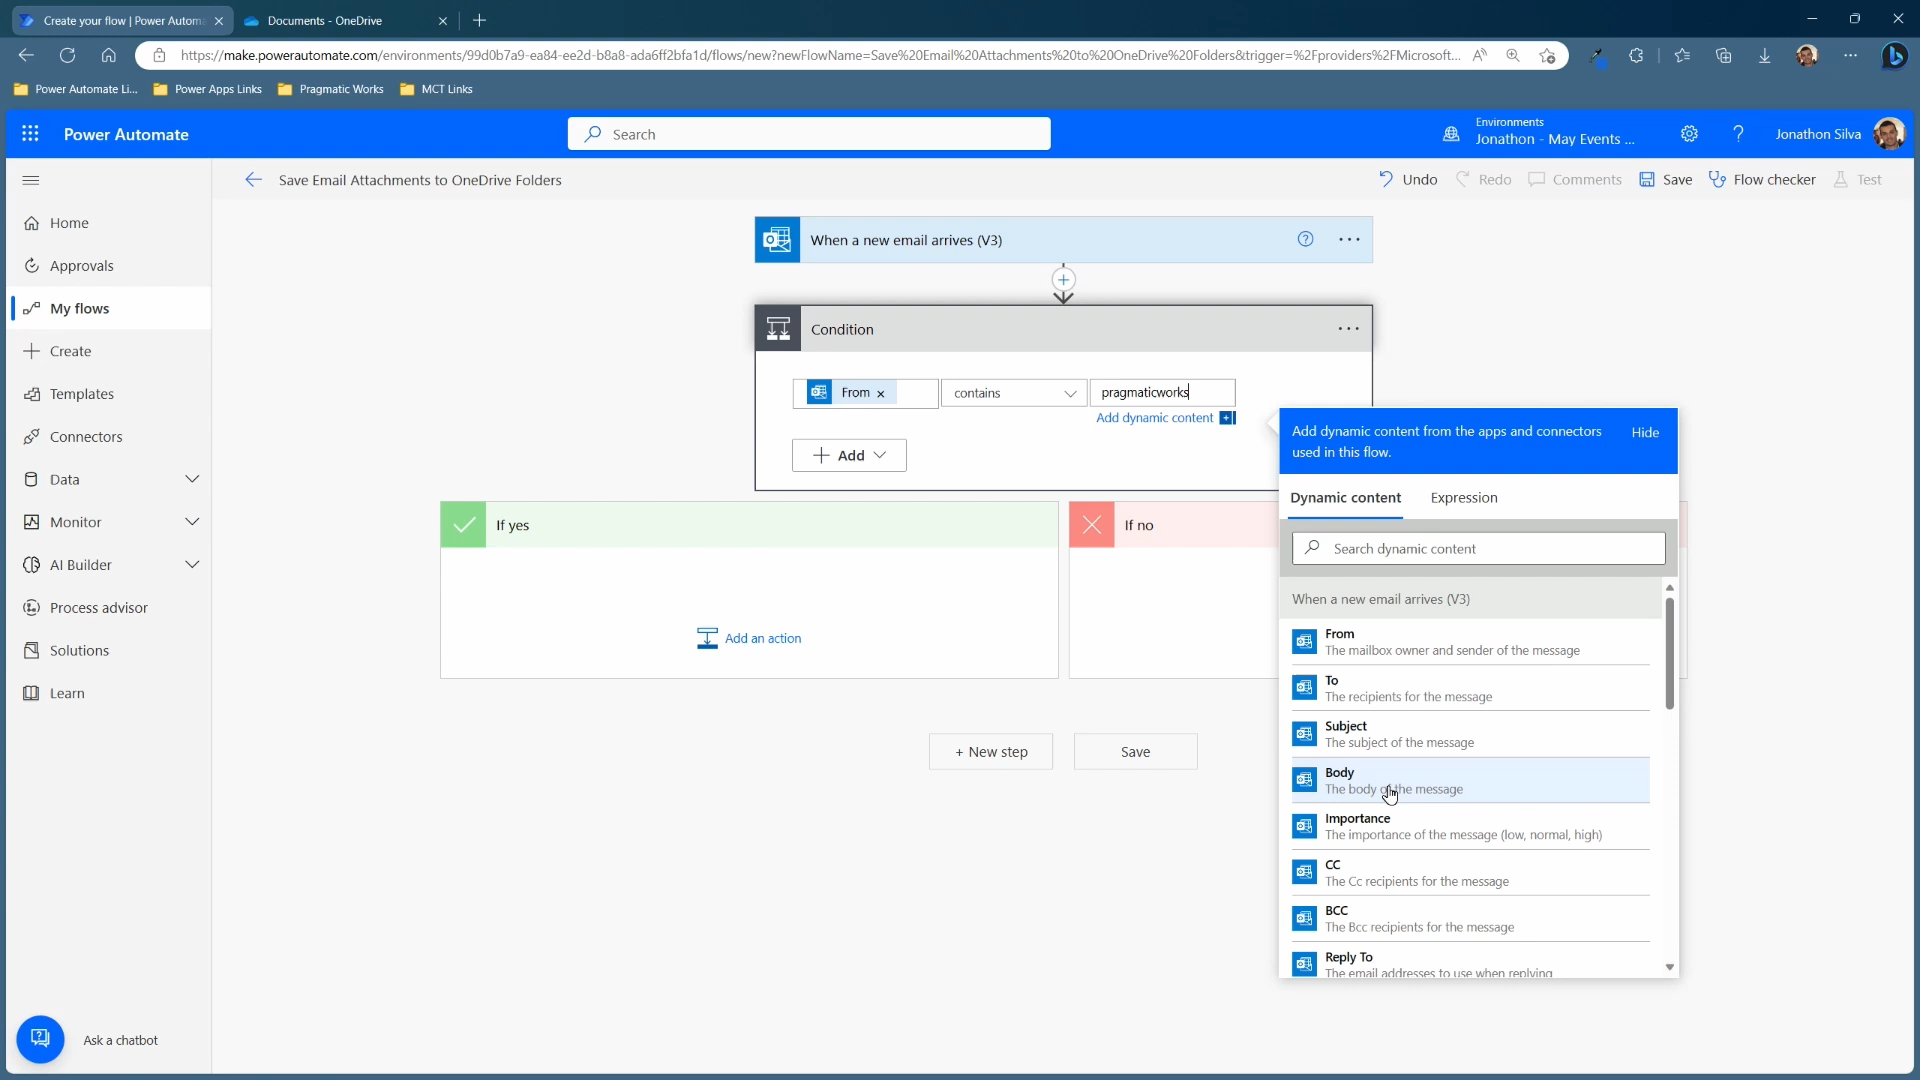 Create your flow | Power Autom
Documents - OneDrive
https://make.powerautomate.com/environments/99d0b7a9-ea84-ee2d-b8a8-ada6ff2bfa1d/flows/new?newFlowName=Save%20Email%20Attachments%20to%20OneDrive%20Folders&trigger=%2Fproviders%2FMicrosoft...
Power Automate Li...
Power Apps Links
Pragmatic Works
MCT Links
Power Automate
Search
Environments
Jonathon - May Events ...
Jonathon Silva
Save Email Attachments to OneDrive Folders
Undo
Redo
Comments
Save
Flow checker
Test
Home
Approvals
My flows
Create
Templates
Connectors
Data
Monitor
AI Builder
Process advisor
Solutions
Learn
Ask a chatbot
When a new email arrives (V3)
Condition
From
contains
pragmaticworks
Add dynamic content
Add
If yes
Add an action
If no
+ New step
Save
Add dynamic content from the apps and connectors
used in this flow.
Hide
Dynamic content
Expression
Search dynamic content
When a new email arrives (V3)
From
The mailbox owner and sender of the message
To
The recipients for the message
Subject
The subject of the message
Body
The body of the message
Importance
The importance of the message (low, normal, high)
CC
The Cc recipients for the message
BCC
The Bcc recipients for the message
Reply To
The email addresses to use when replying